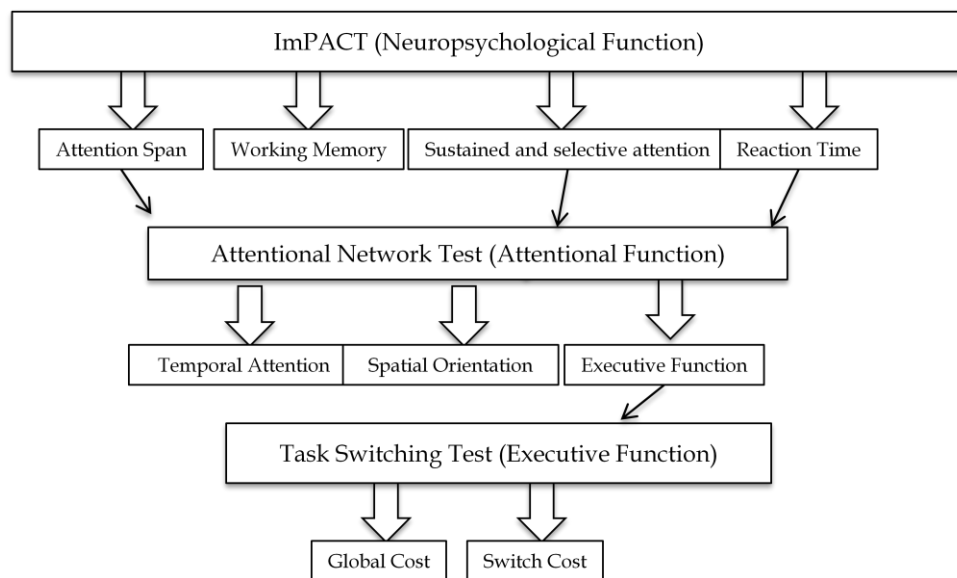 ImPACT (Neuropsychological Function)
Attention Span
Working Memory
Sustained and selective attention
Reaction Time
Attentional Network Test (Attentional Function)
Temporal Attention
Spatial Orientation
Executive Function
Task Switching Test (Executive Function)
Global Cost
Switch Cost